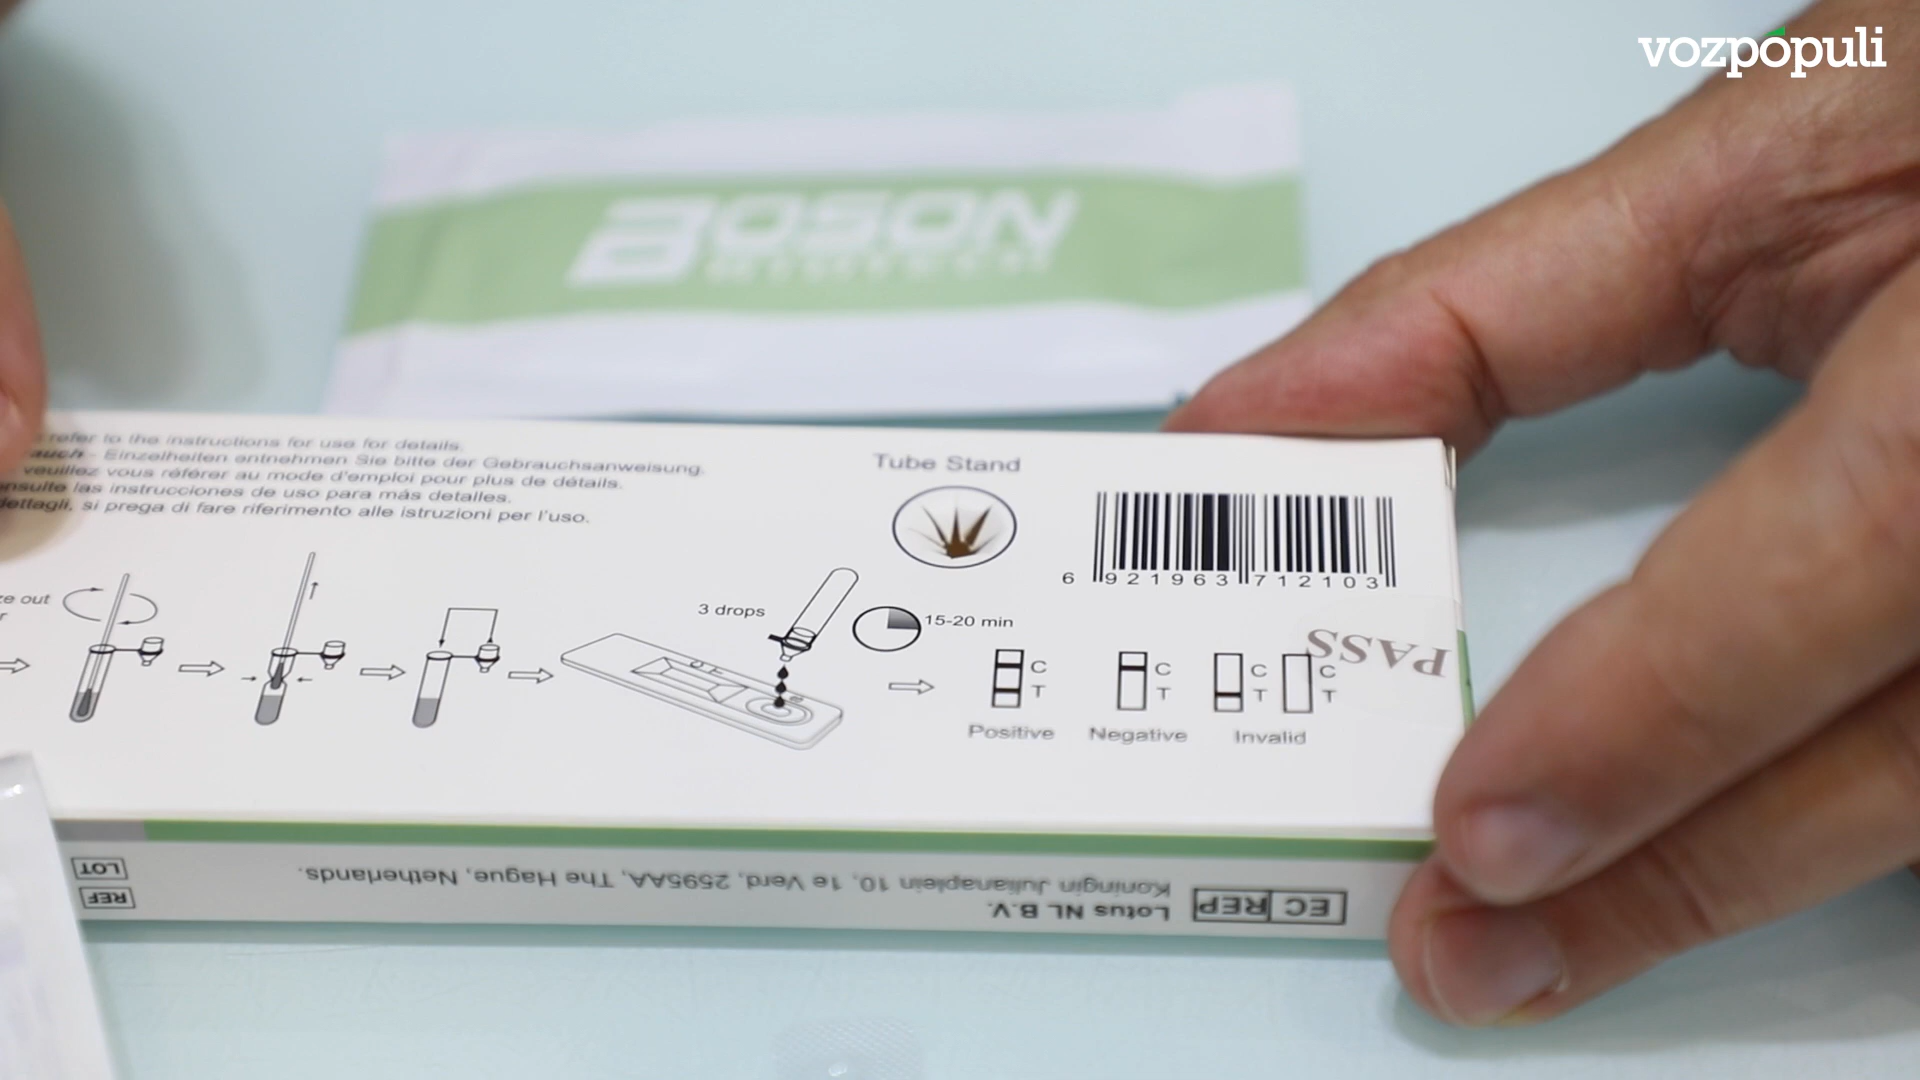 vozpópuli
BOSON
refer to the instructions for use for details.
auch - Einzelheiten entnehmen Sie bitte der Gebrauchsanweisung.
veuillez vous référer au mode d'emploi pour plus de détails.
las instrucciones de uso para más detalles.
si prega di fare riferimento alle istruzioni per l'uso.
Tube Stand
6 921963 712103
out
3 drops
15-20 min
PASS
C C C C
T T T T
Positive Negative Invalid
LOT
REF
EC REP
Lotus NL B.V.
Koningin Julianaplein 10, 1e Verd, 2595AA, The Hague, Netherlands.